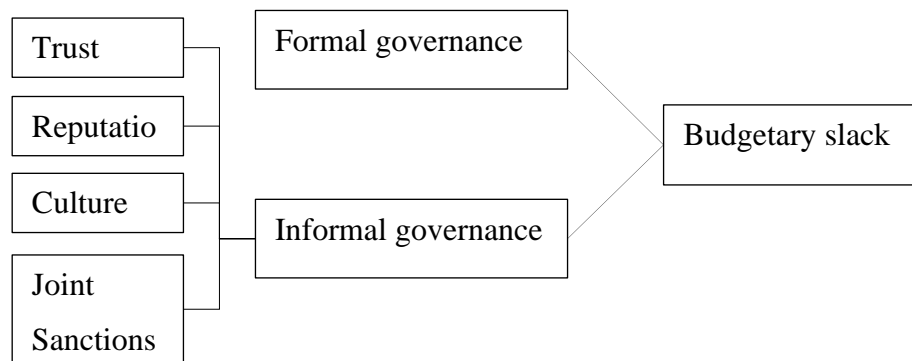 Trust
Reputatio
Culture
Joint
Sanctions
Formal governance
Informal governance
Budgetary slack